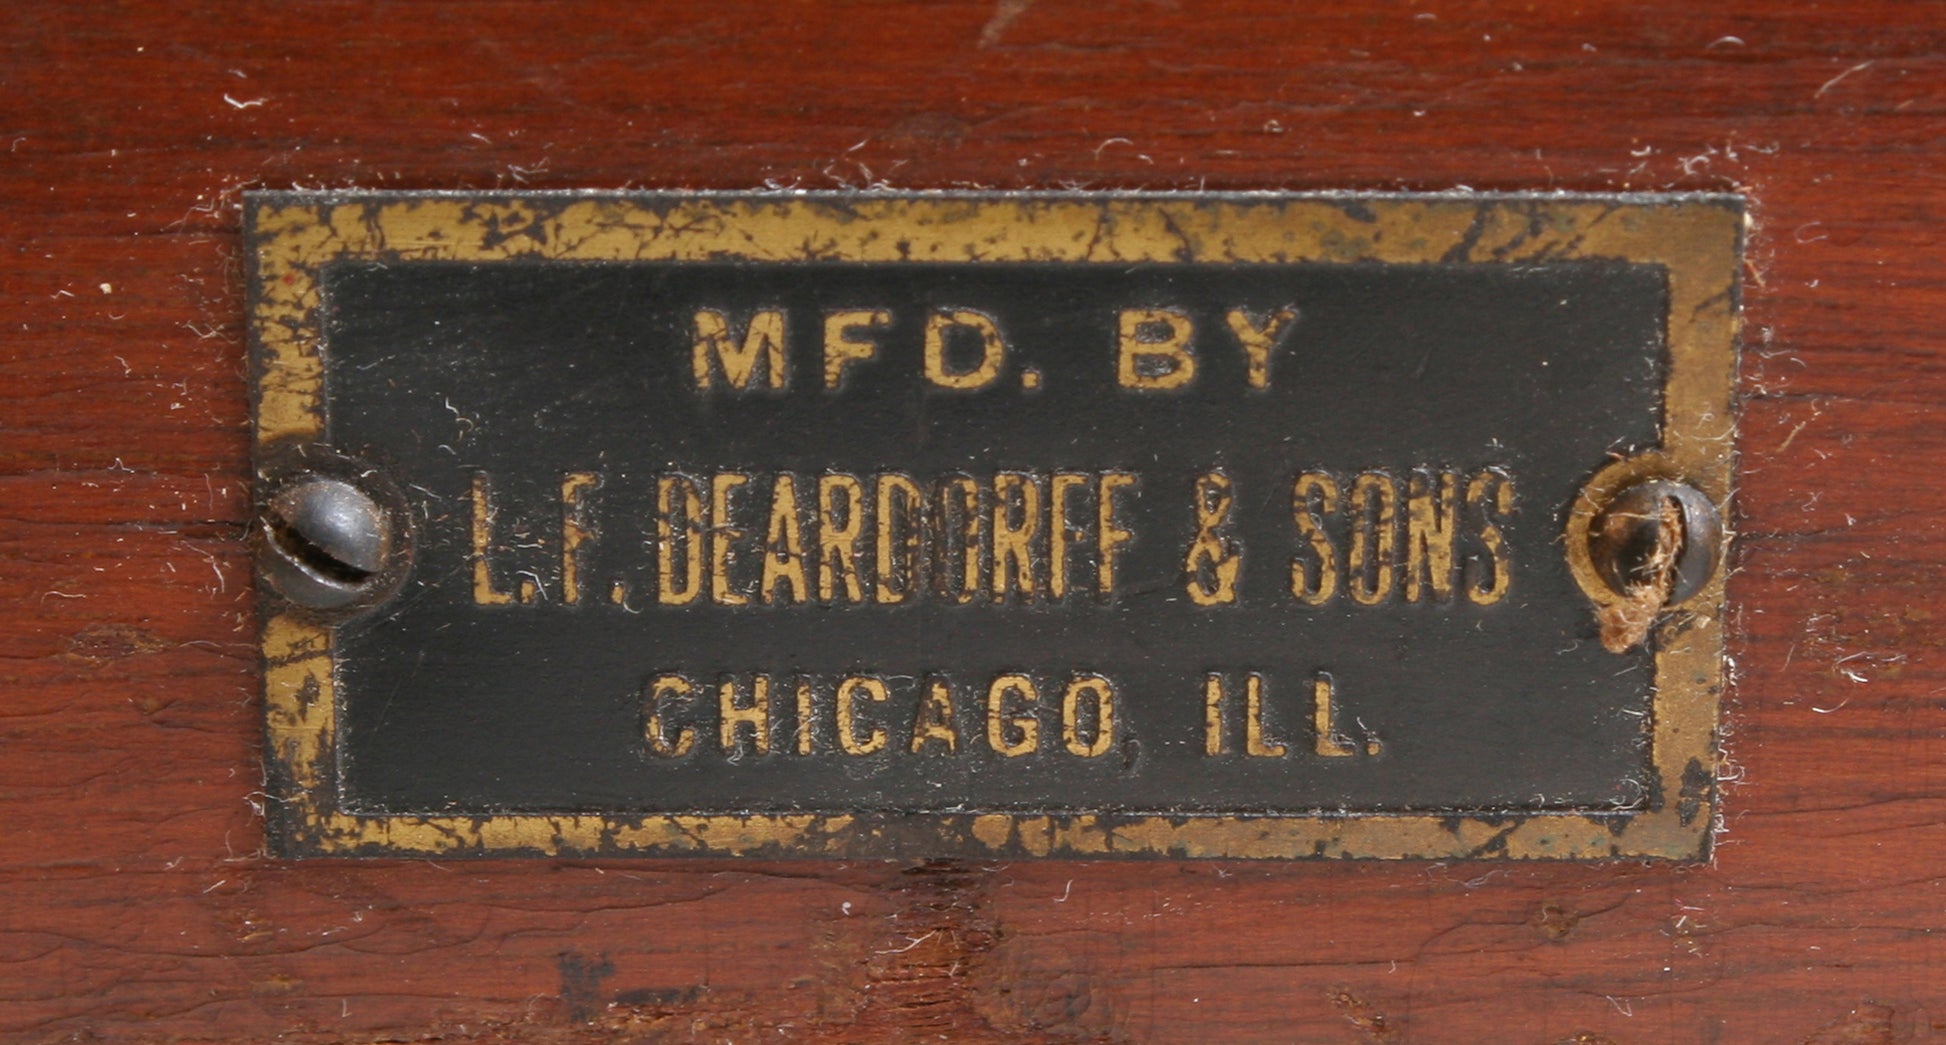 MFD. BY
L.F. DEARDORFF & SONS
CHICAGO, ILL.